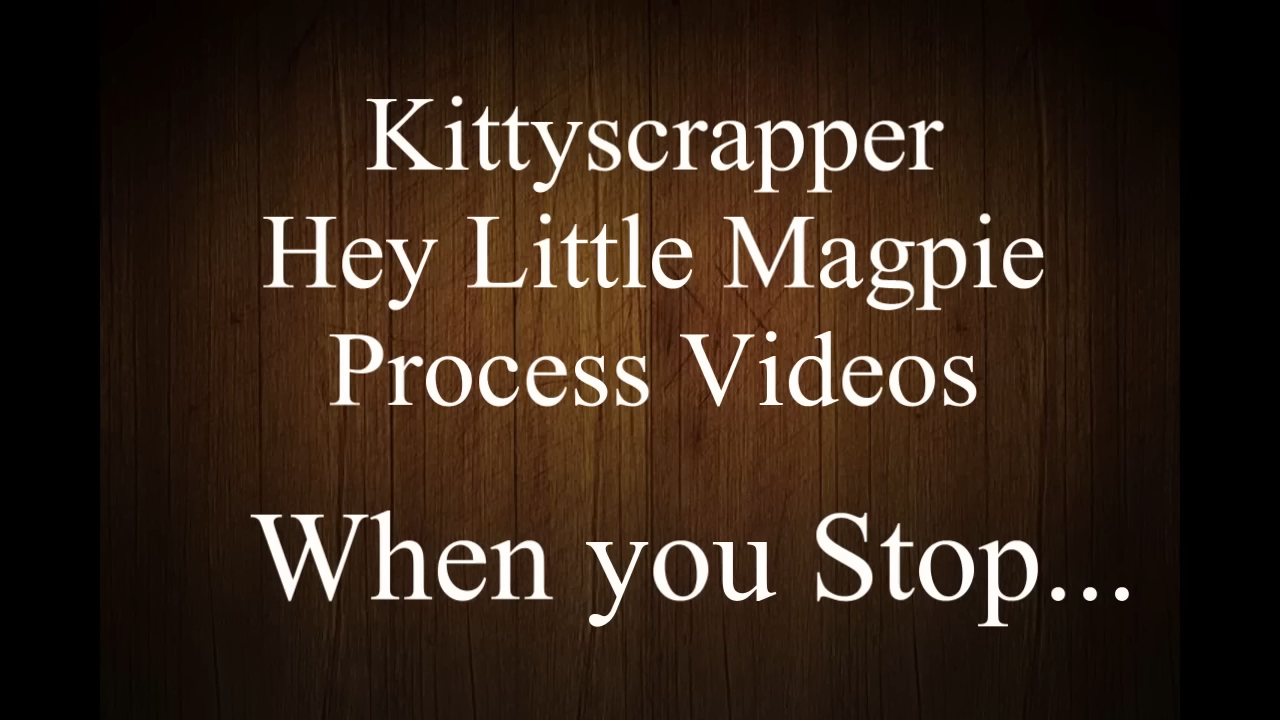 Kittyscrapper
Hey Little Magpie
Process Videos
When you Stop...